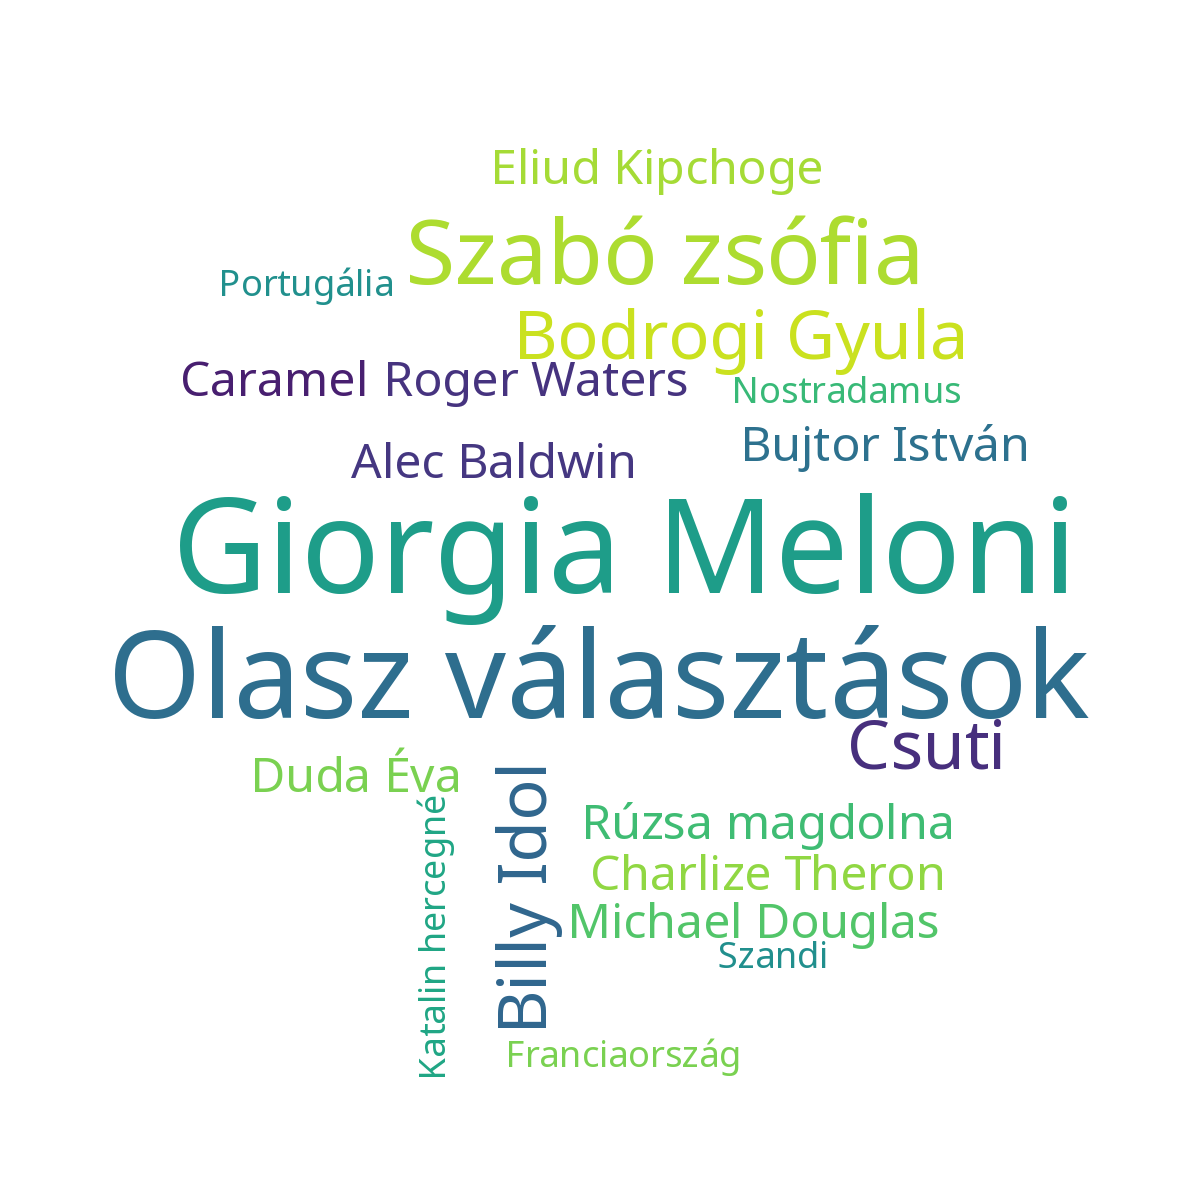 Eliud Kipchoge
Szabó zsófia
Portugália
Bodrogi Gyula
Caramel
Roger Waters
Nostradamus
Bujtor István
Alec Baldwin
Giorgia Meloni
Olasz választások
Csuti
Duda Éva
Katalin hercegné
Billy Idol
Rúzsa magdolna
Charlize Theron
Michael Douglas
Szandi
Franciaország